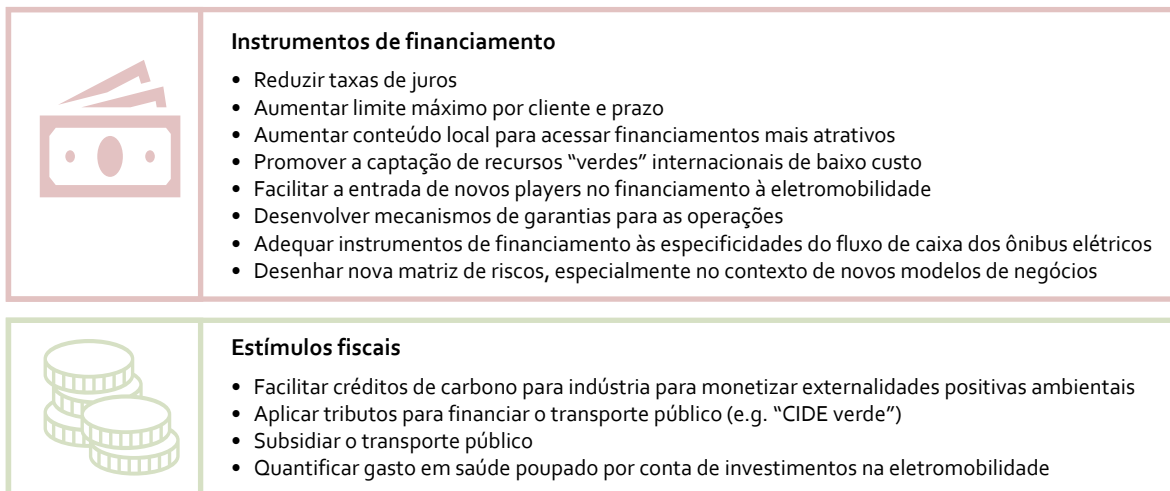 Instrumentos de financiamento
• Reduzir taxas de juros
• Aumentar limite máximo por cliente e prazo
• Aumentar conteúdo local para acessar financiamentos mais atrativos
• Promover a captação de recursos “verdes” internacionais de baixo custo
• Facilitar a entrada de novos players no financiamento à eletromobilidade
• Desenvolver mecanismos de garantias para as operações
• Adequar instrumentos de financiamento às especificidades do fluxo de caixa dos ônibus elétricos
• Desenhar nova matriz de riscos, especialmente no contexto de novos modelos de negócios
Estímulos fiscais
• Facilitar créditos de carbono para indústria para monetizar externalidades positivas ambientais
• Aplicar tributos para financiar o transporte público (e.g. “CIDE verde”)
• Subsidiar o transporte público
• Quantificar gasto em saúde poupado por conta de investimentos na eletromobilidade